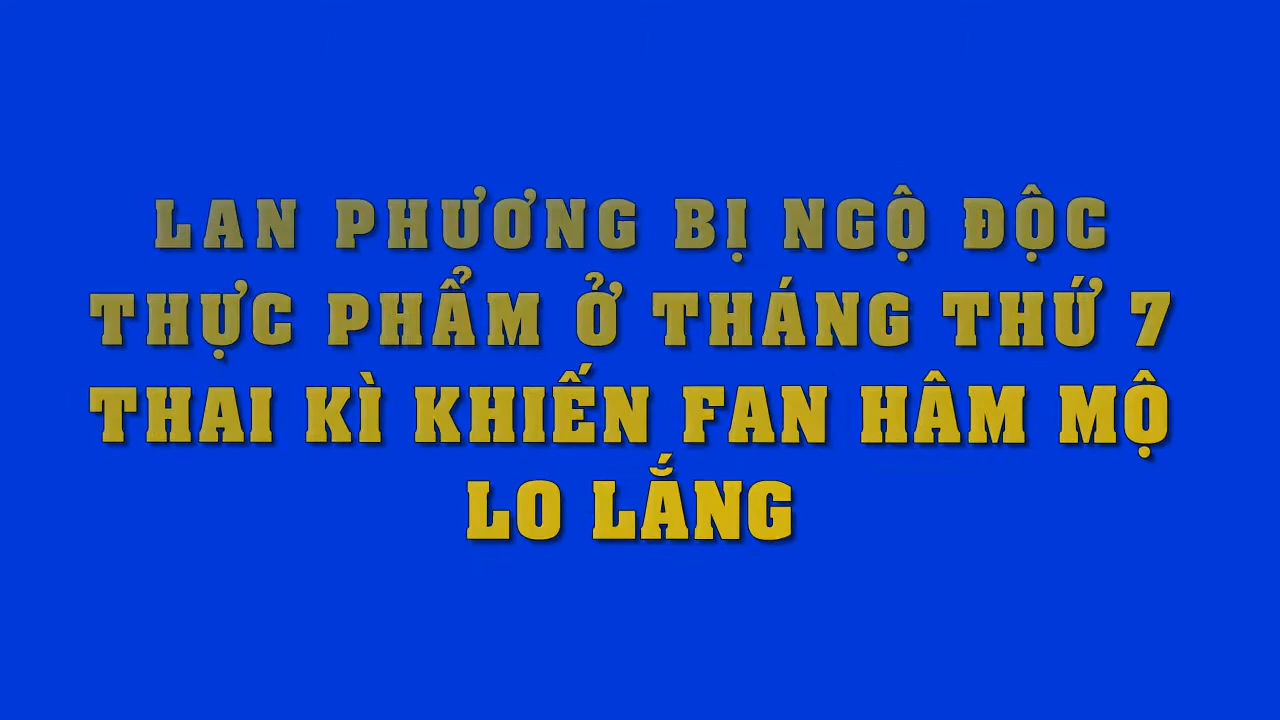 LAN PHƯƠNG BỊ NGỘ ĐỘC
THỰC PHẨM Ở THÁNG THỨ 7
THAI KÌ KHIẾN FAN HÂM MỘ
LO LẮNG